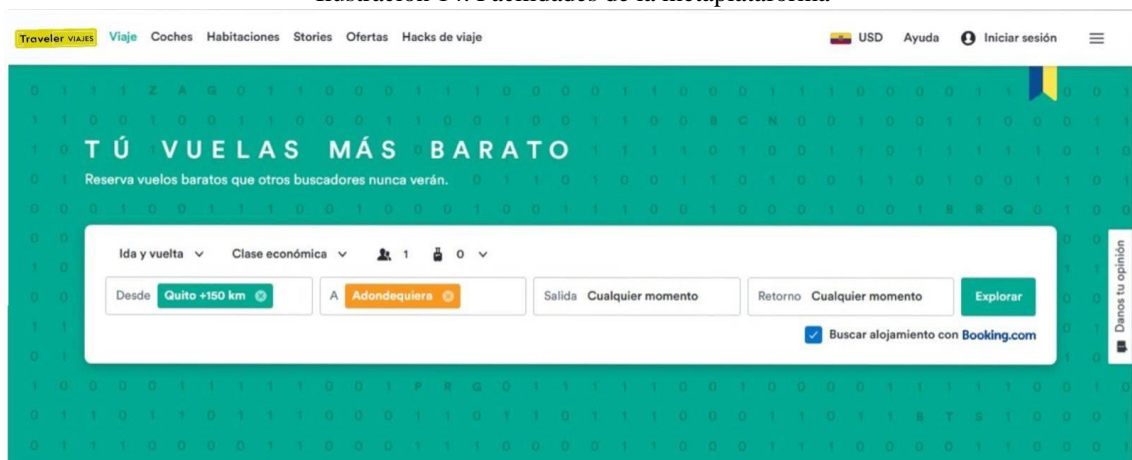 Ilustración 14. Facilidades de la metaplataforma
Traveler VIAJES Viaje Coches Habitaciones Stories Ofertas Hacks de viaje USD Ayuda Iniciar sesión
TÚ VUELAS MÁS BARATO
Reserva vuelos baratos que otros buscadores nunca verán.
Ida y vuelta Clase económica 1 0
Desde Quito +150 km A Adondequiera Salida Cualquier momento Retorno Cualquier momento Explorar
Buscar alojamiento con Booking.com
Danos tu opinión